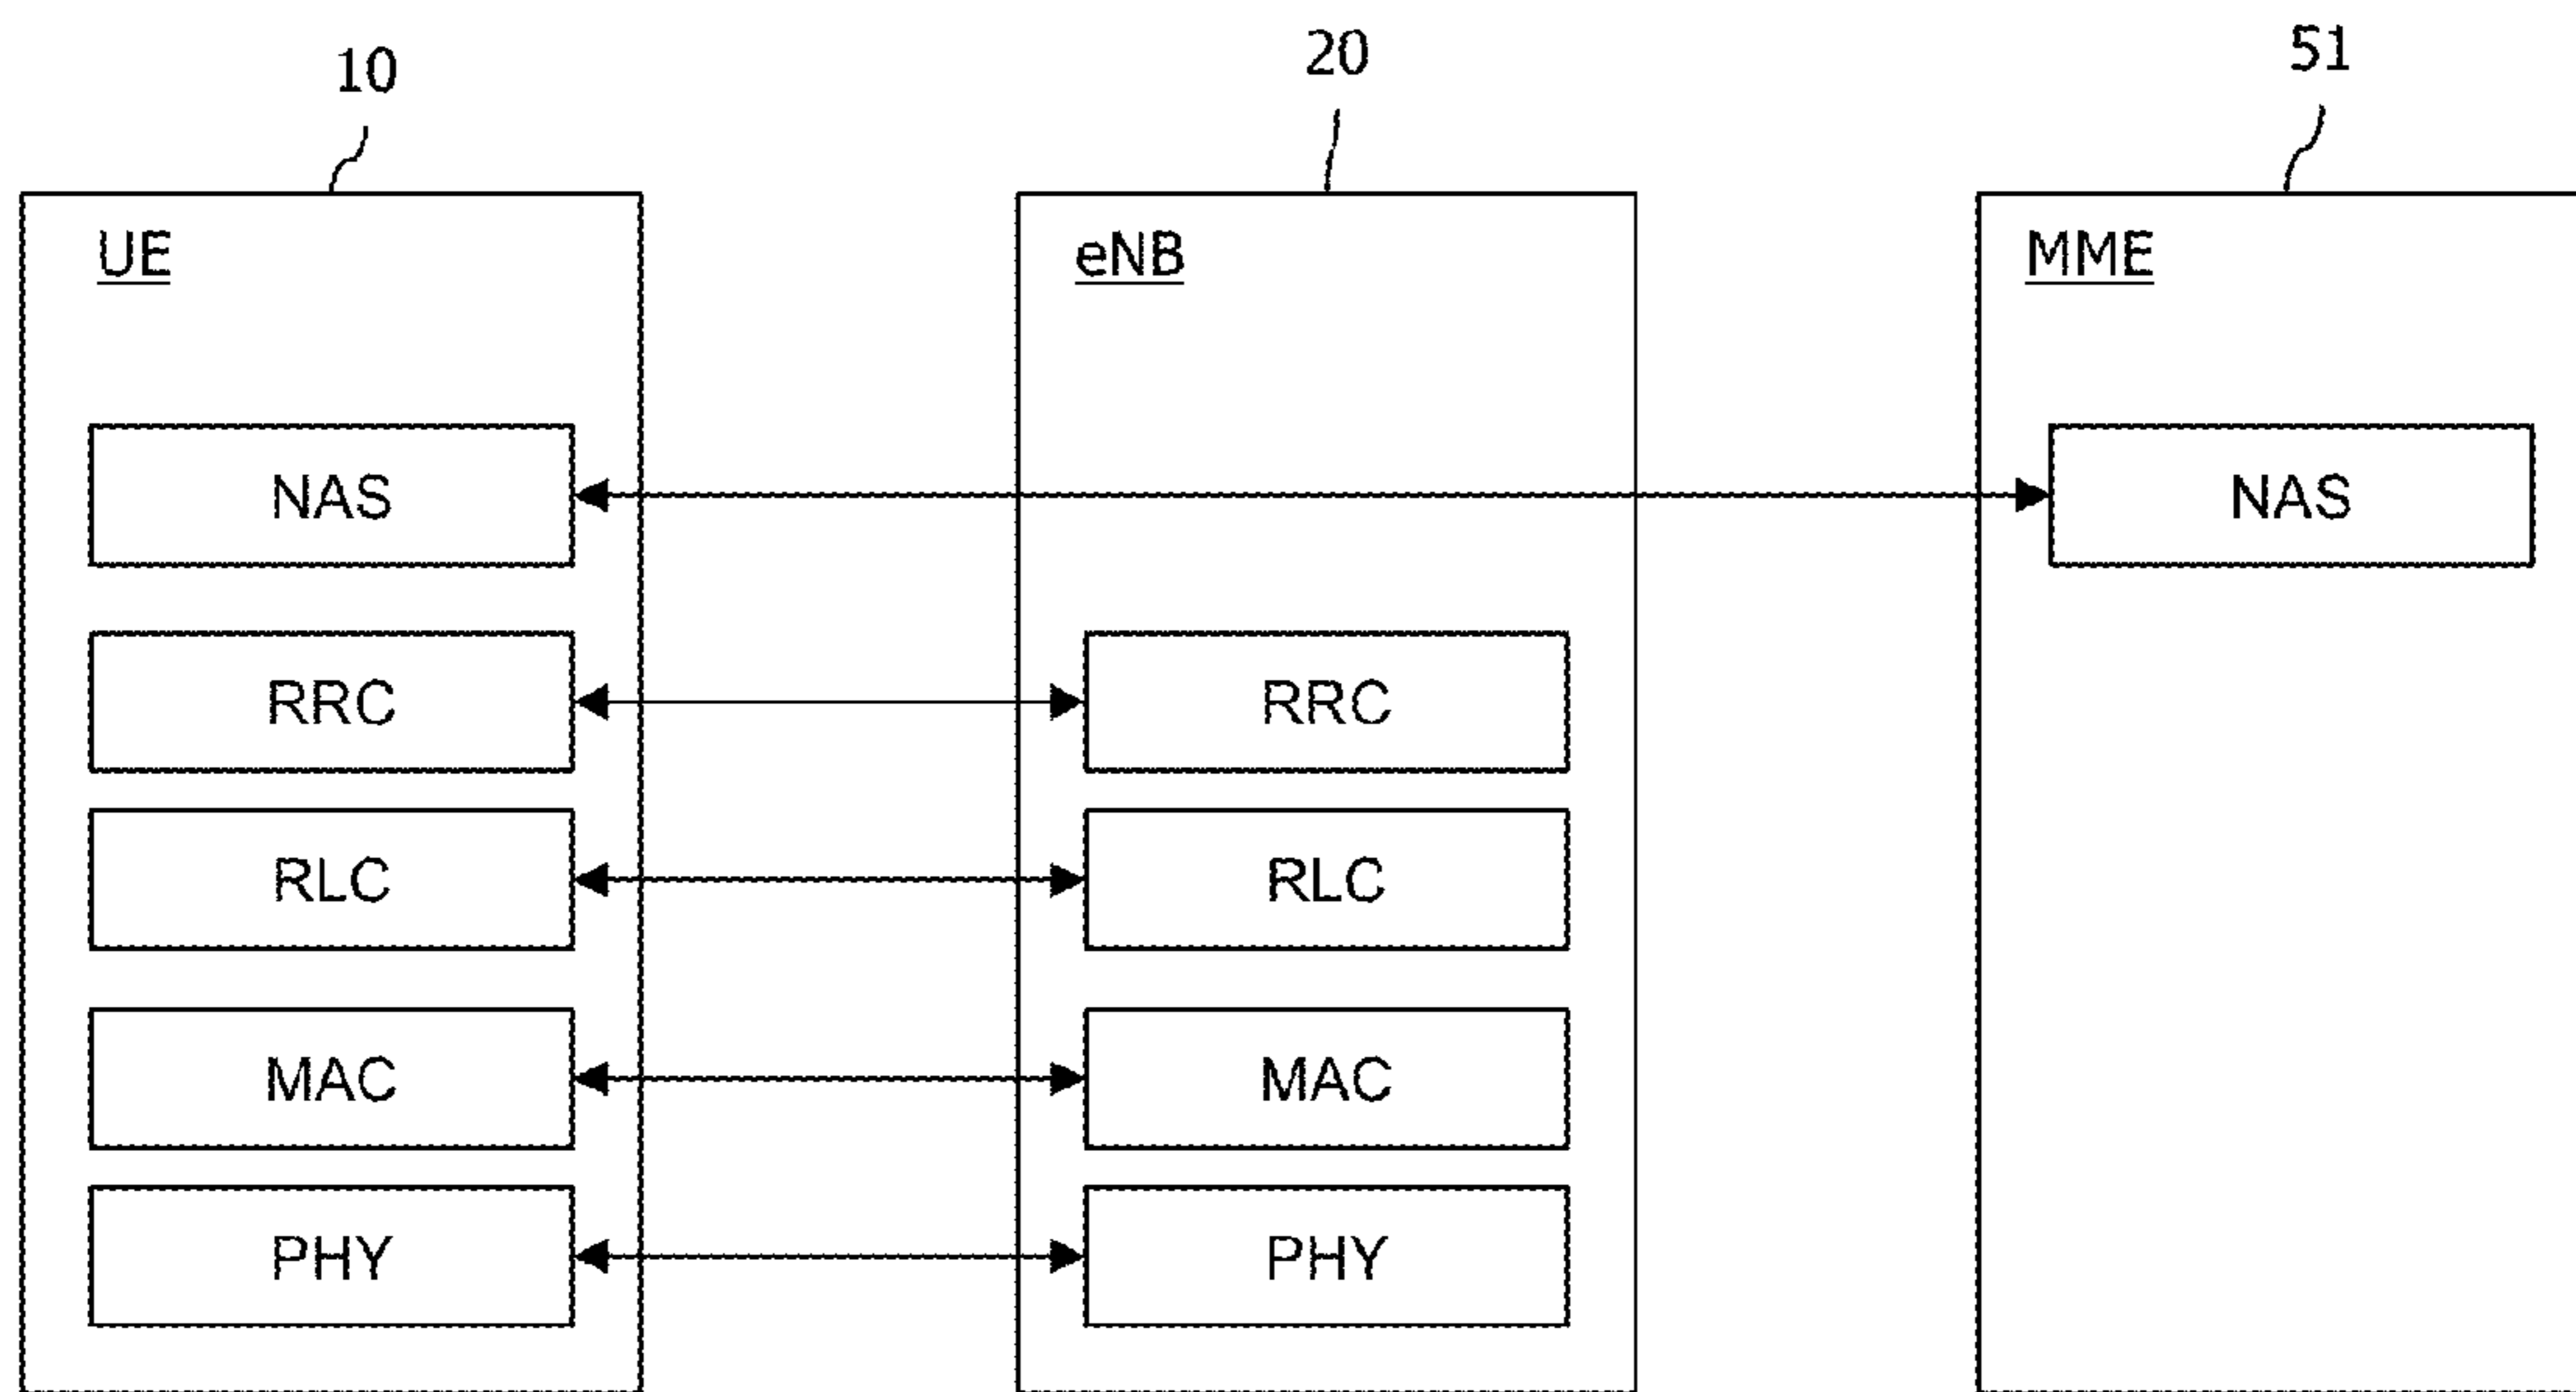 10 20 51
UE eNB MME
NAS NAS
RRC RRC
RLC RLC
MAC MAC
PHY PHY